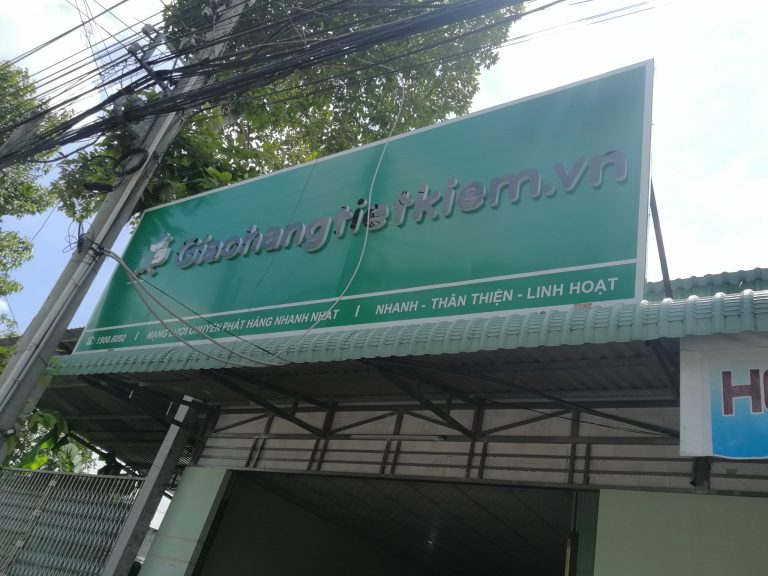 Giaohangtietkiem.vn
☎ 1900.6092 | MẠNG LƯỚI CHUYỂN PHÁT HÀNG NHANH NHẤT | NHANH - THÂN THIỆN - LINH HOẠT